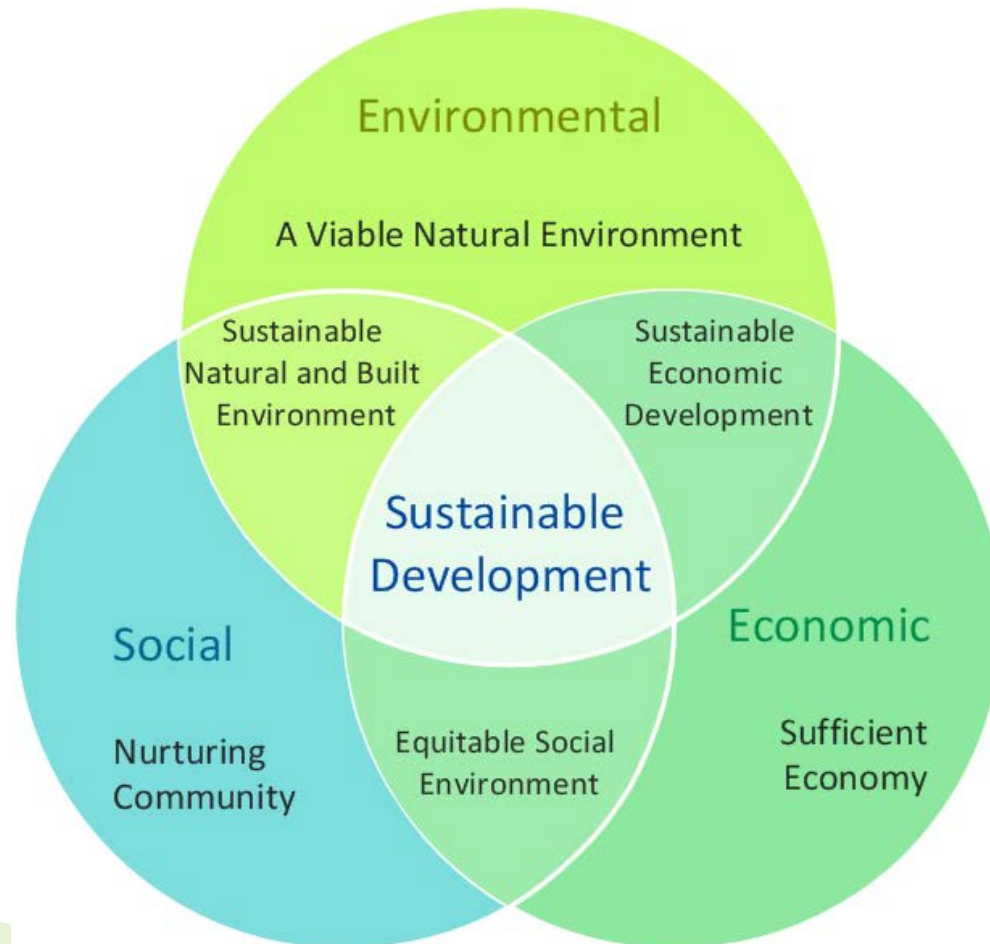 Environmental
A Viable Natural Environment
Sustainable
Natural and Built
Environment
Sustainable
Economic
Development
Sustainable
Development
Social
Nurturing
Community
Equitable Social
Environment
Economic
Sufficient
Economy